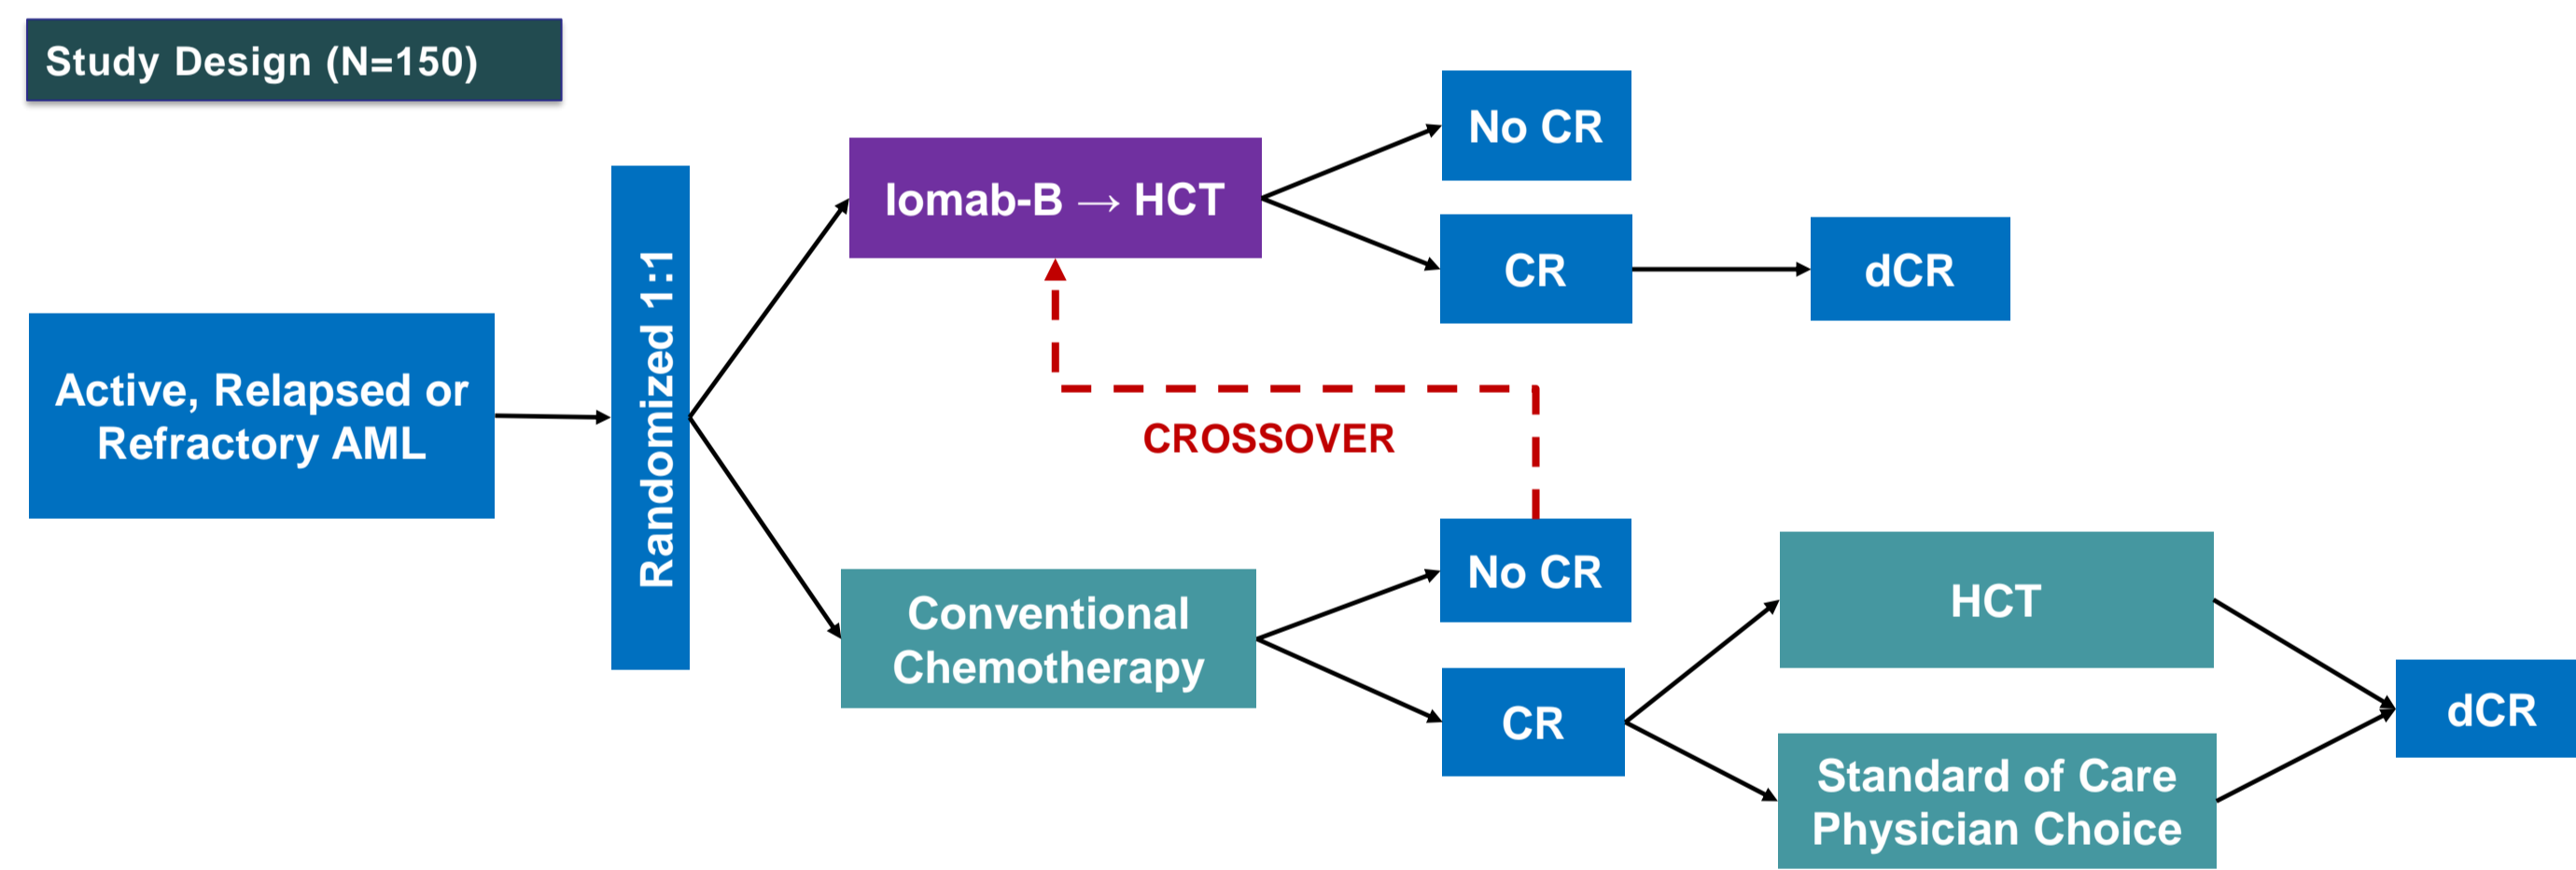 Study Design (N=150)
Active, Relapsed or
Refractory AML
Randomized 1:1
Iomab-B → HCT
No CR
CR
dCR
CROSSOVER
Conventional
Chemotherapy
No CR
CR
HCT
Standard of Care
Physician Choice
dCR